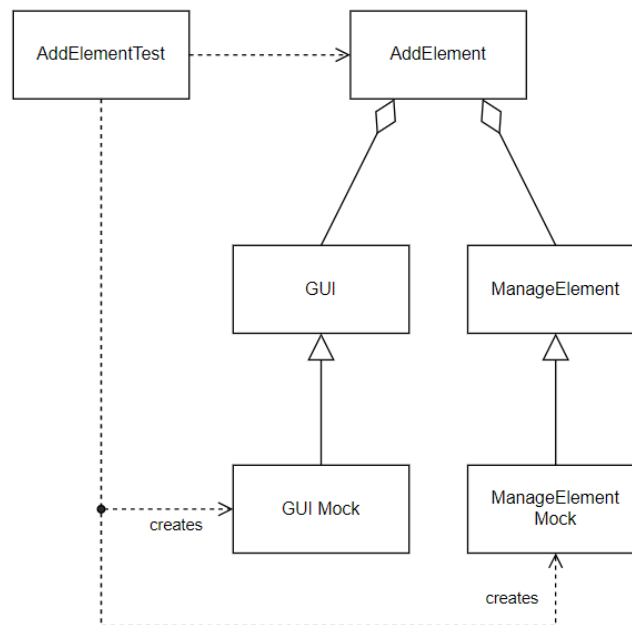 AddElementTest
AddElement
GUI
ManageElement
GUI Mock
ManageElement
Mock
creates
creates